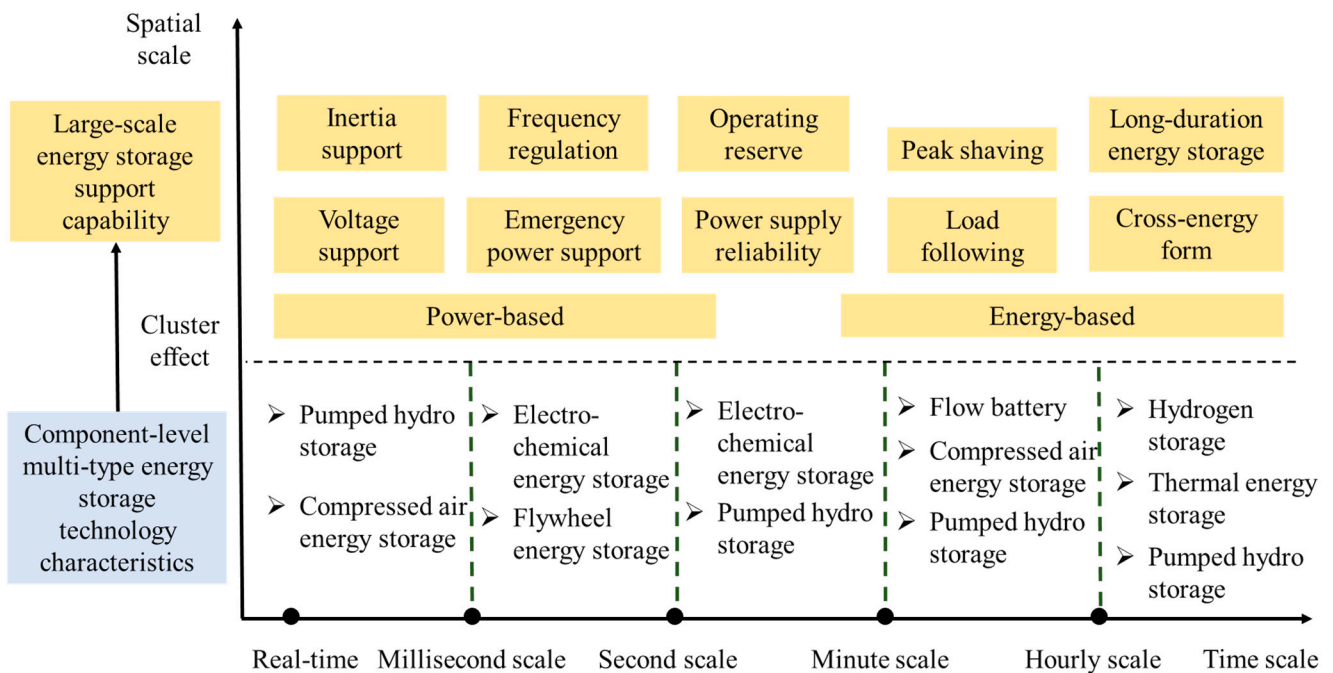 Spatial
scale
Large-scale
energy storage
support
capability
Cluster
effect
Component-level
multi-type energy
storage
technology
characteristics
Inertia
support
Frequency
regulation
Operating
reserve
Peak shaving
Long-duration
energy storage
Voltage
support
Emergency
power support
Power supply
reliability
Load
following
Cross-energy
form
Power-based
Energy-based
➢ Pumped hydro
storage
➢ Compressed air
energy storage
➢ Electro-
chemical
energy storage
➢ Flywheel
energy storage
➢ Electro-
chemical
energy storage
➢ Pumped hydro
storage
➢ Flow battery
➢ Compressed air
energy storage
➢ Pumped hydro
storage
➢ Hydrogen
storage
➢ Thermal energy
storage
➢ Pumped hydro
storage
Real-time
Millisecond scale
Second scale
Minute scale
Hourly scale
Time scale